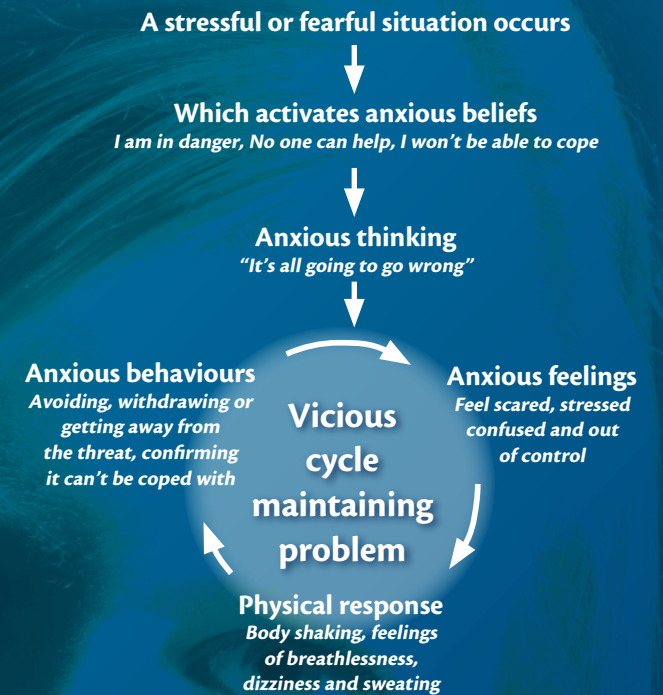 A stressful or fearful situation occurs
Which activates anxious beliefs
I am in danger, No one can help, I won't be able to cope
Anxious thinking
“It's all going to go wrong”
Anxious behaviours
Avoiding, withdrawing or
getting away from
the threat, confirming
it can't be coped with
Vicious
cycle
maintaining
problem
Anxious feelings
Feel scared, stressed
confused and out
of control
Physical response
Body shaking, feelings
of breathlessness,
dizziness and sweating